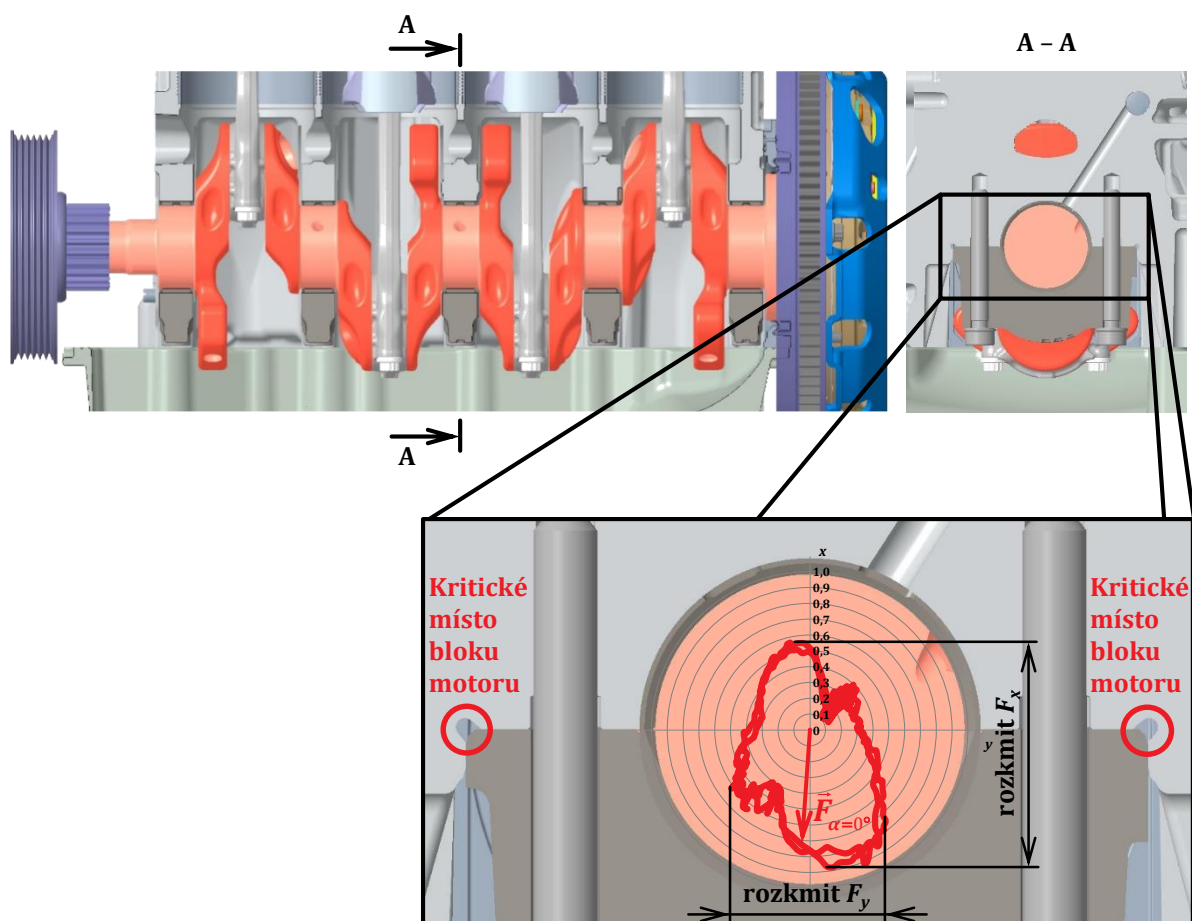 A
A – A
A
x
1,0
0,9
0,8
0,7
0,6
0,5
0,4
0,3
0,2
0,1
0
y
Kritické
místo
bloku
motoru
Kritické
místo
bloku
motoru
rozkmit Fx
F⃗α=0°
rozkmit Fy